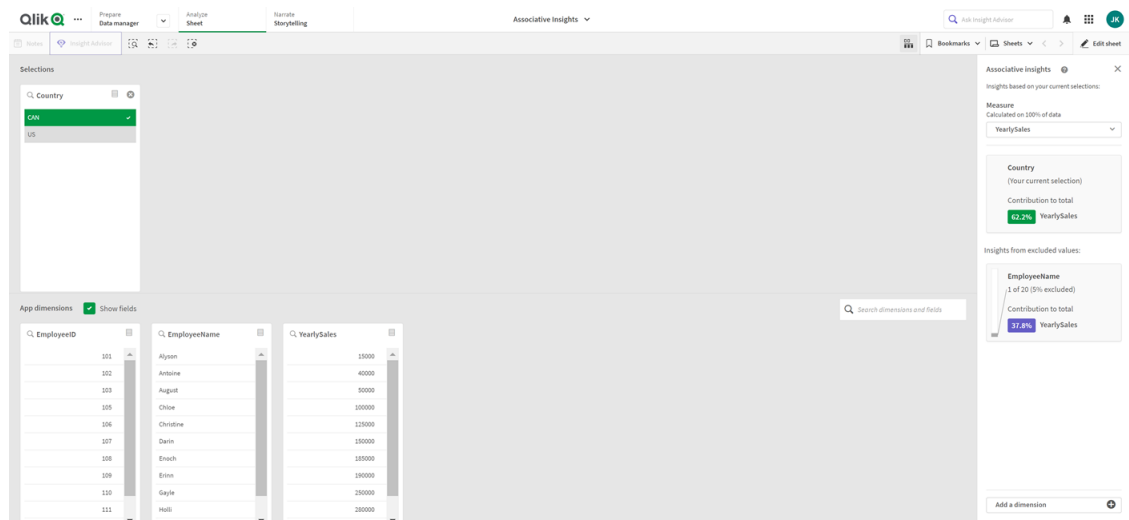 Qlik
Prepare
Data manager
Analyze
Sheet
Narrate
Storytelling
Associative Insights
Ask Insight Advisor
JK
Notes
Insight Advisor
Bookmarks
Sheets
Edit sheet
Selections
Country
CAN
US
Associative insights
Insights based on your current selections:
Measure
Calculated on 100% of data
YearlySales
Country
(Your current selection)
Contribution to total
62.2% YearlySales
Insights from excluded values:
EmployeeName
1 of 20 (5% excluded)
Contribution to total
37.8% YearlySales
Add a dimension
App dimensions
Show fields
Search dimensions and fields
EmployeeID
101
102
103
105
106
107
108
109
110
111
EmployeeName
Alyson
Antoine
August
Chloe
Christine
Darin
Enoch
Erinn
Gayle
Holli
YearlySales
15000
40000
50000
100000
125000
150000
185000
190000
250000
280000